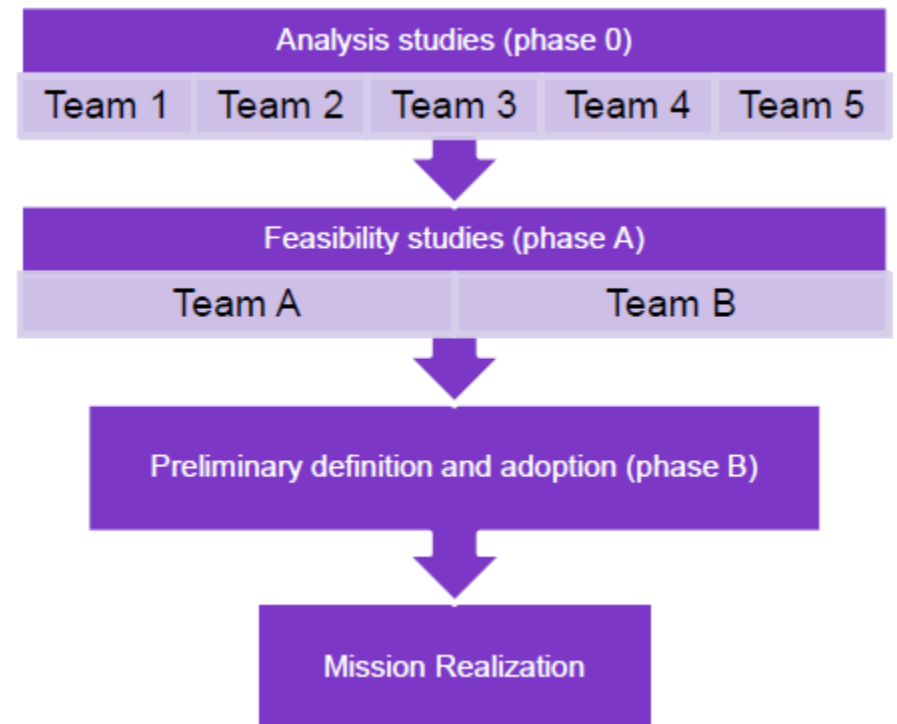 Analysis studies (phase 0)
Team 1 Team 2 Team 3 Team 4 Team 5
Feasibility studies (phase A)
Team A Team B
Preliminary definition and adoption (phase B)
Mission Realization